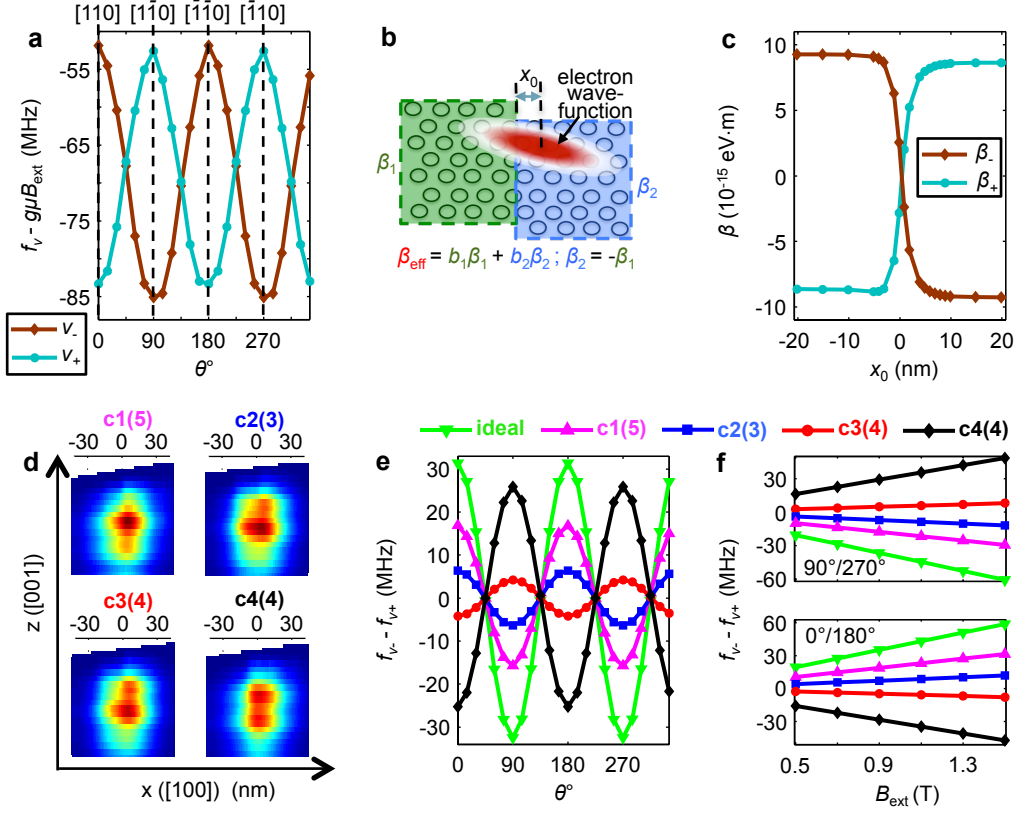 [110] [1̄10] [1̄1̄0] [1̄10]
a
f_v - gμB_ext (MHz)
-55
-65
-75
-85
0 90 180 270
θ°
v_-
v_+
b
x_0
electron
wave-
function
β_1
β_2
β_eff = b_1β_1 + b_2β_2 ; β_2 = -β_1
c
β (10^-15 eV·m)
10
5
0
-5
-10
β_-
β_+
-20 -10 0 10 20
x_0 (nm)
d
c1(5) c2(3)
-30 0 30 -30 0 30
c3(4) c4(4)
-30 0 30 -30 0 30
z ([001])
x ([100]) (nm)
ideal c1(5) c2(3) c3(4) c4(4)
e
f_v- - f_v+ (MHz)
30
20
10
0
-10
-20
-30
0 90 180 270
θ°
f
f_v- - f_v+ (MHz)
30
0
-30
-60
90°/270°
60
30
0
-30
0°/180°
0.5 0.9 1.3
B_ext (T)